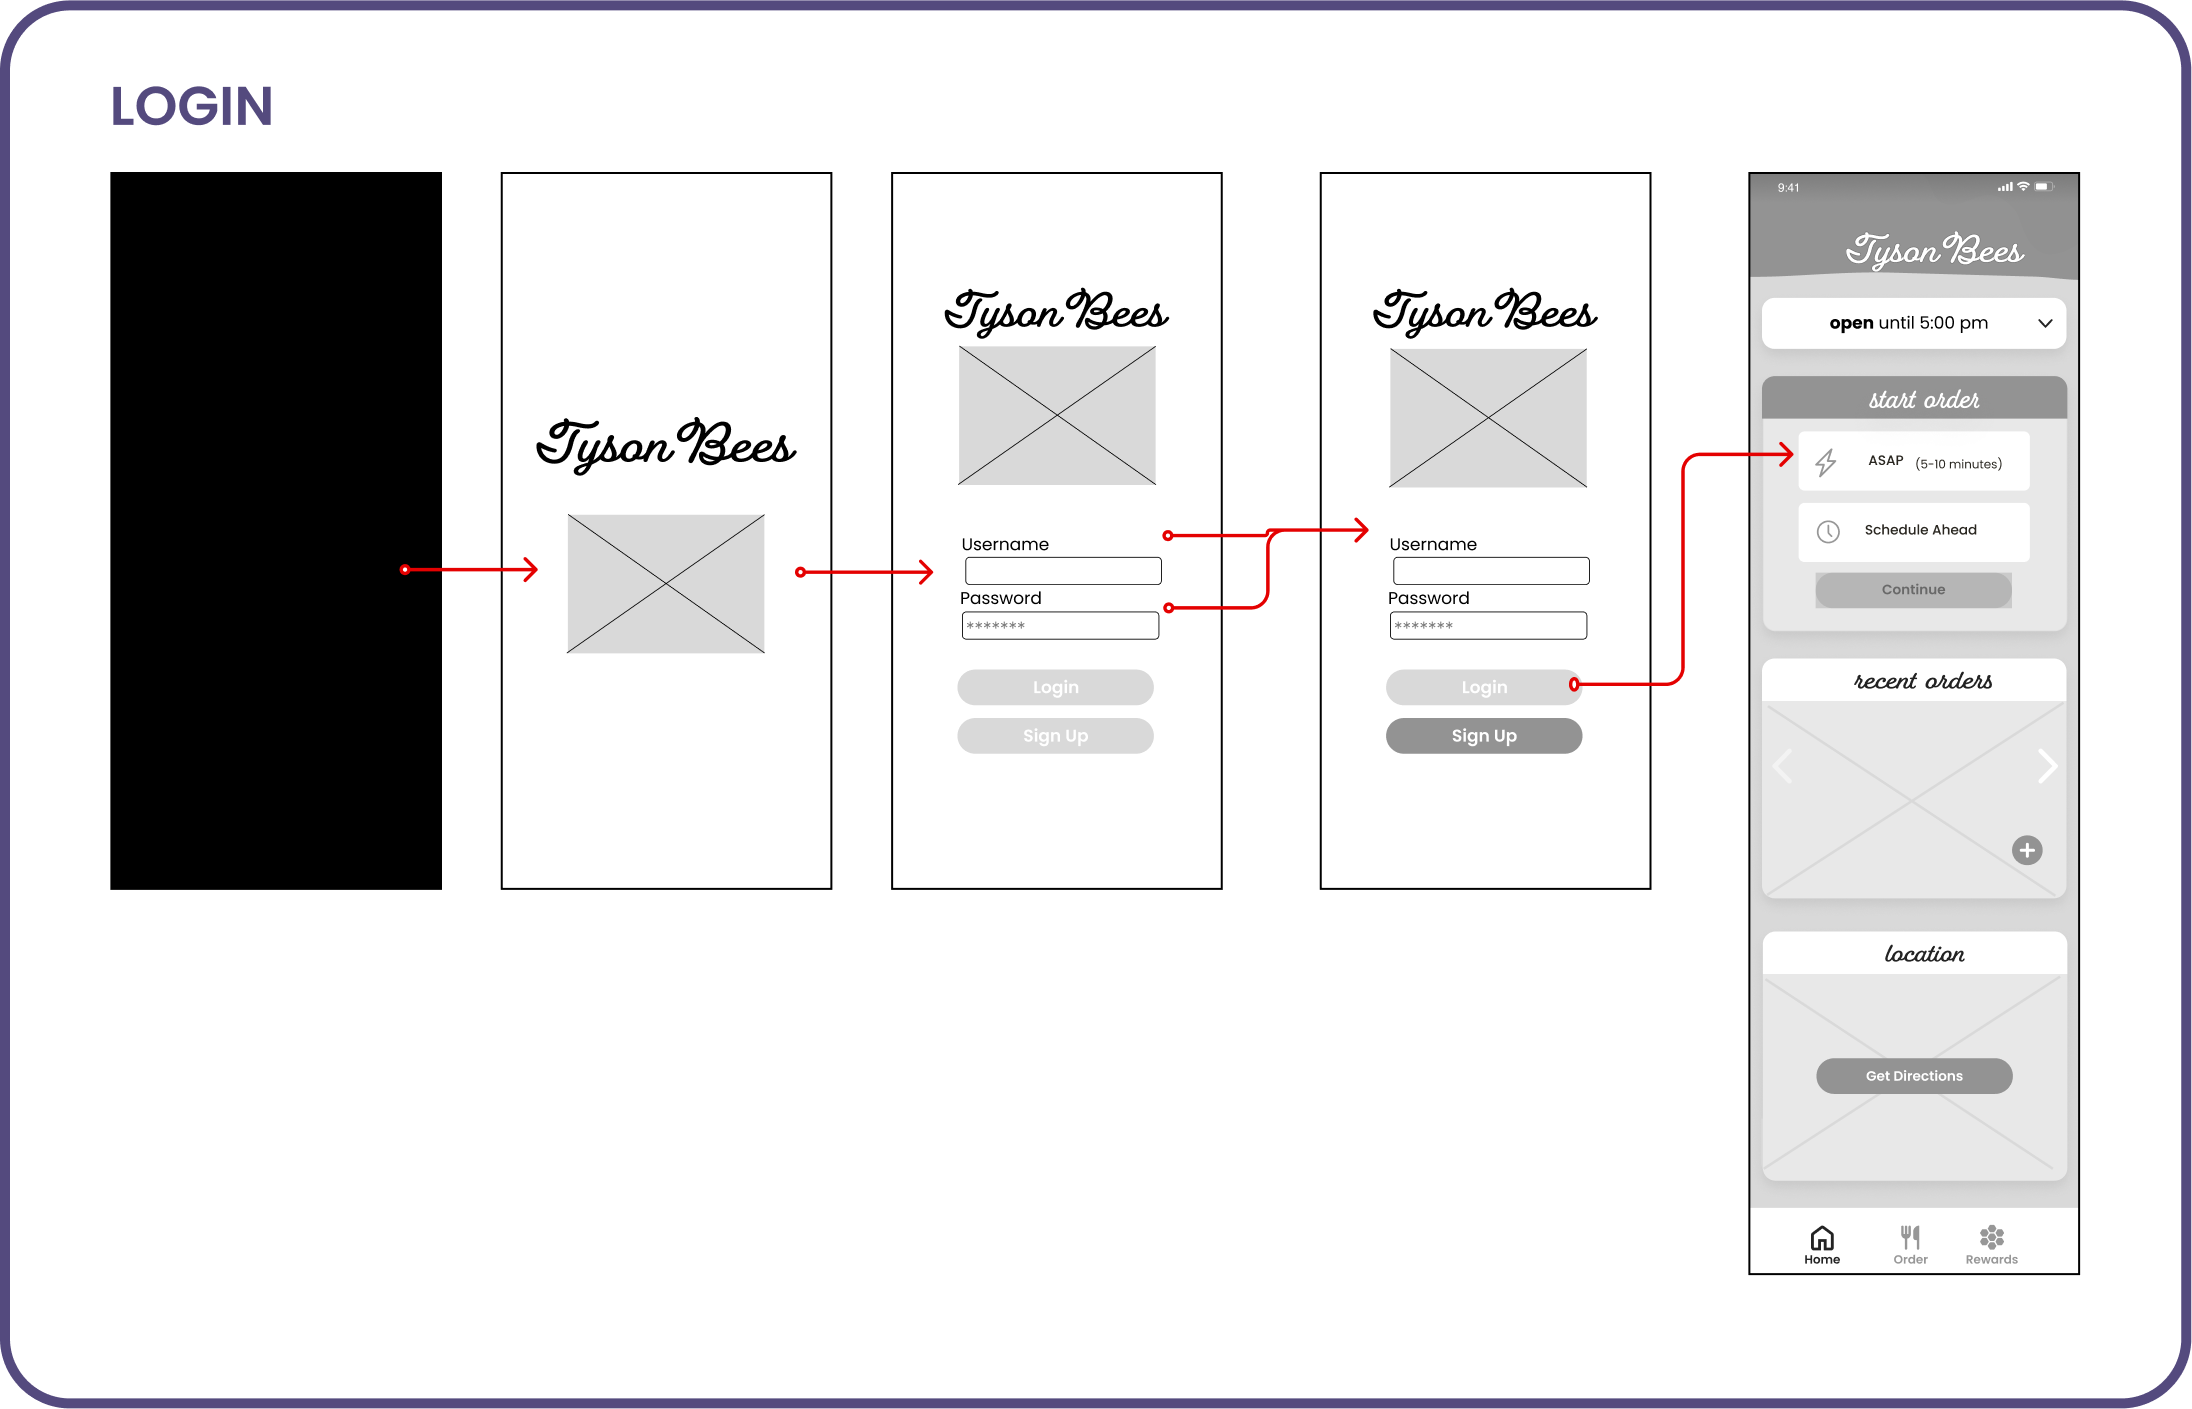 LOGIN
Tyson Bees
Tyson Bees
Username
Password
*******
Login
Sign Up
Tyson Bees
Username
Password
*******
Login
Sign Up
9:41
Tyson Bees
open until 5:00 pm
start order
ASAP (5-10 minutes)
Schedule Ahead
Continue
recent orders
location
Get Directions
Home Order Rewards